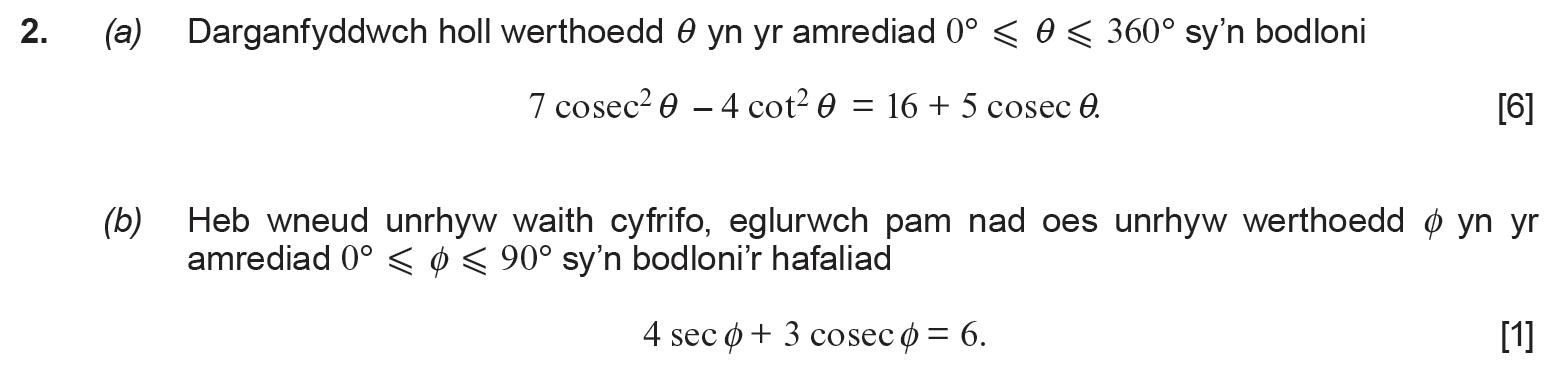 2. (a) Darganfyddwch holl werthoedd θ yn yr amrediad 0° ⩽ θ ⩽ 360° sy’n bodloni
7 cosec² θ – 4 cot² θ = 16 + 5 cosec θ. [6]
(b) Heb wneud unrhyw waith cyfrifo, eglurwch pam nad oes unrhyw werthoedd ϕ yn yr
amrediad 0° ⩽ ϕ ⩽ 90° sy’n bodloni’r hafaliad
4 sec ϕ + 3 cosec ϕ = 6. [1]